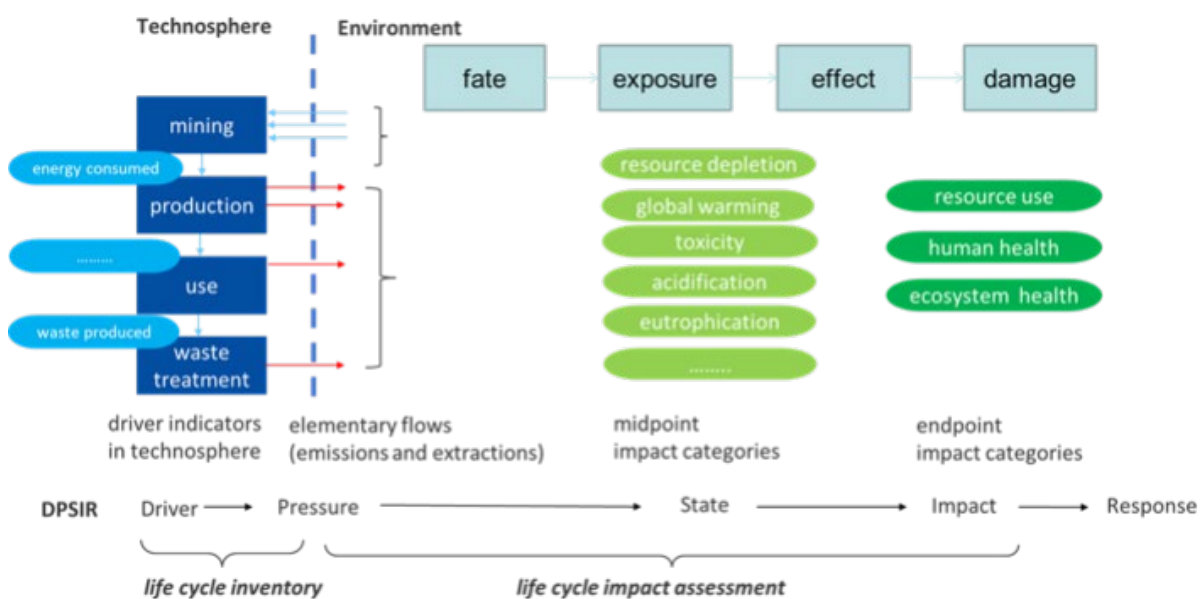 Technosphere
Environment
fate
exposure
effect
damage
mining
energy consumed
production
.........
use
waste produced
waste
treatment
resource depletion
global warming
toxicity
acidification
eutrophication
.........
resource use
human health
ecosystem health
driver indicators
in technosphere
elementary flows
(emissions and extractions)
midpoint
impact categories
endpoint
impact categories
DPSIR
Driver
Pressure
State
Impact
Response
life cycle inventory
life cycle impact assessment